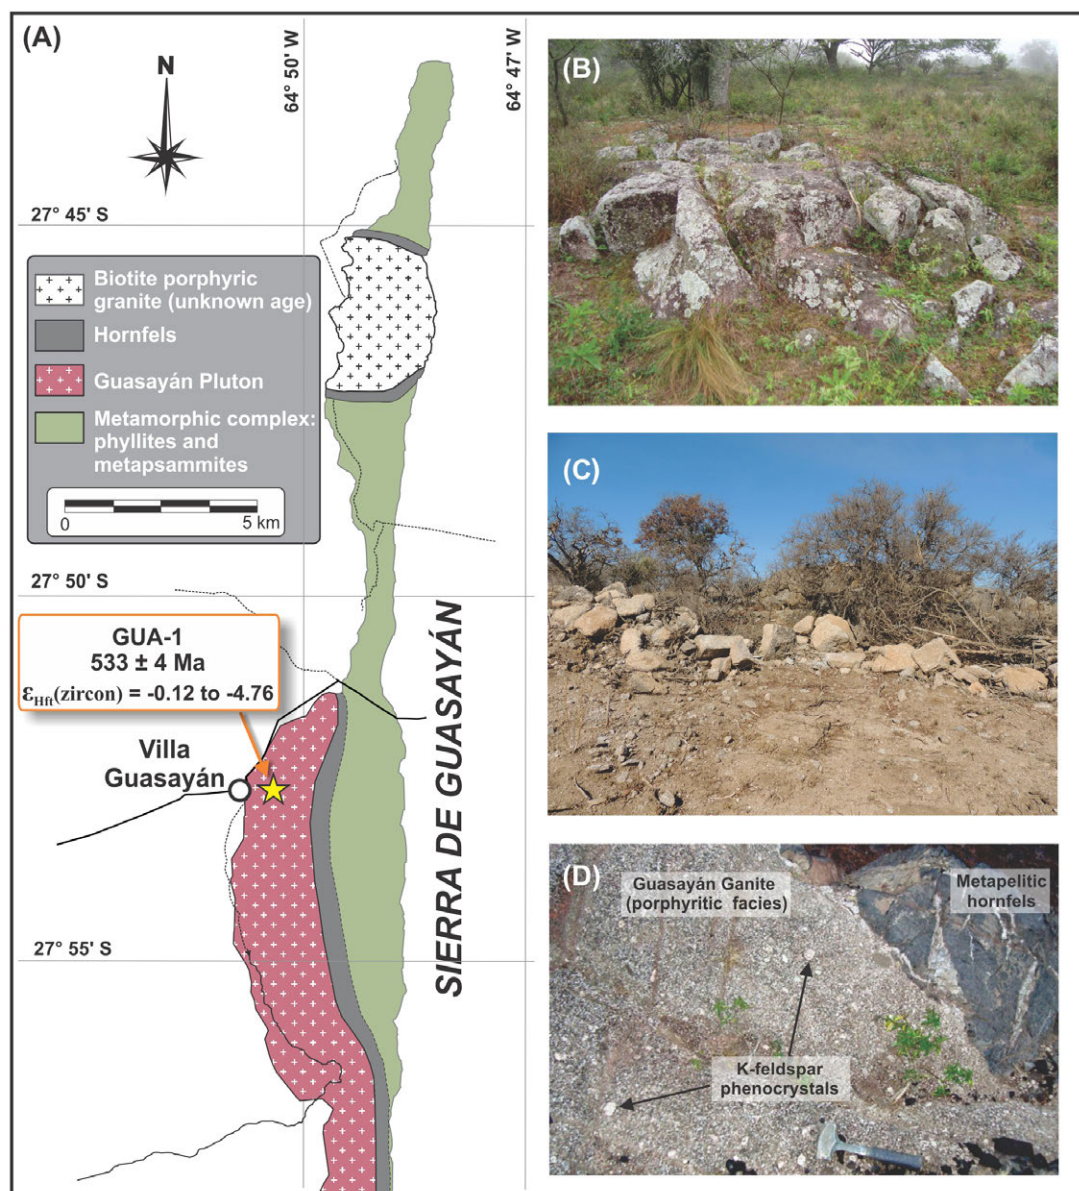 (A)
N
64° 50' W
64° 47' W
27° 45' S
Biotite porphyric
granite (unknown age)
Hornfels
Guasayán Pluton
Metamorphic complex:
phyllites and
metapsammites
0
5 km
27° 50' S
GUA-1
533 ± 4 Ma
εHft(zircon) = -0.12 to -4.76
Villa
Guasayán
SIERRA DE GUASAYÁN
27° 55' S
(B)
(C)
(D)
Guasayán Ganite
(porphyritic facies)
Metapelitic
hornfels
K-feldspar
phenocrystals